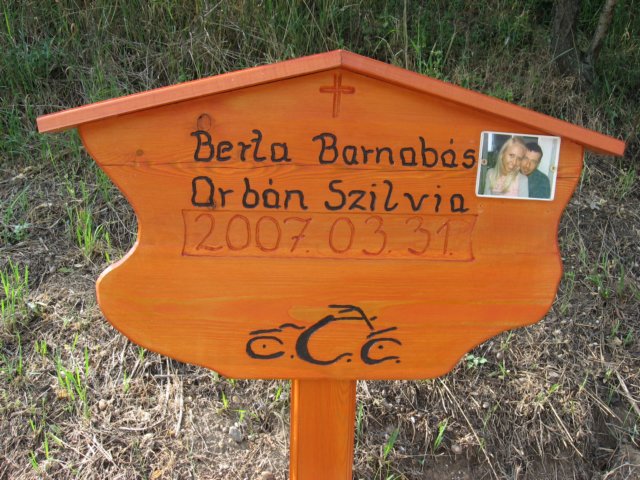 Berta Barnabás
Orbán Szilvia
2007.03.31.